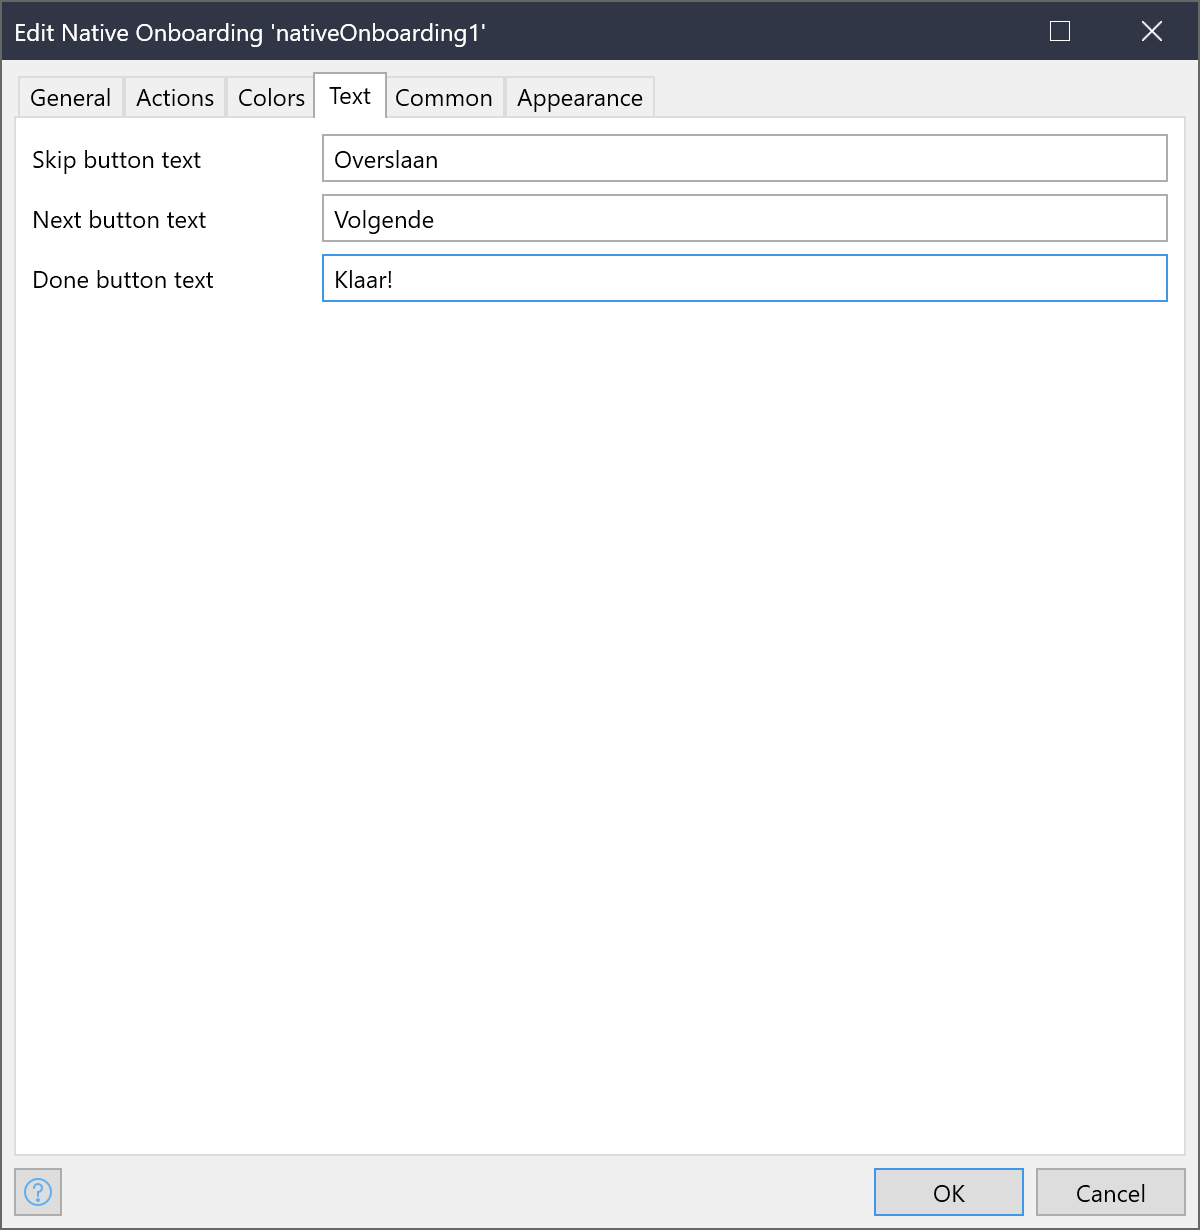 Edit Native Onboarding 'nativeOnboarding1'
General Actions Colors Text Common Appearance
Skip button text Overslaan
Next button text Volgende
Done button text Klaar!
? OK Cancel